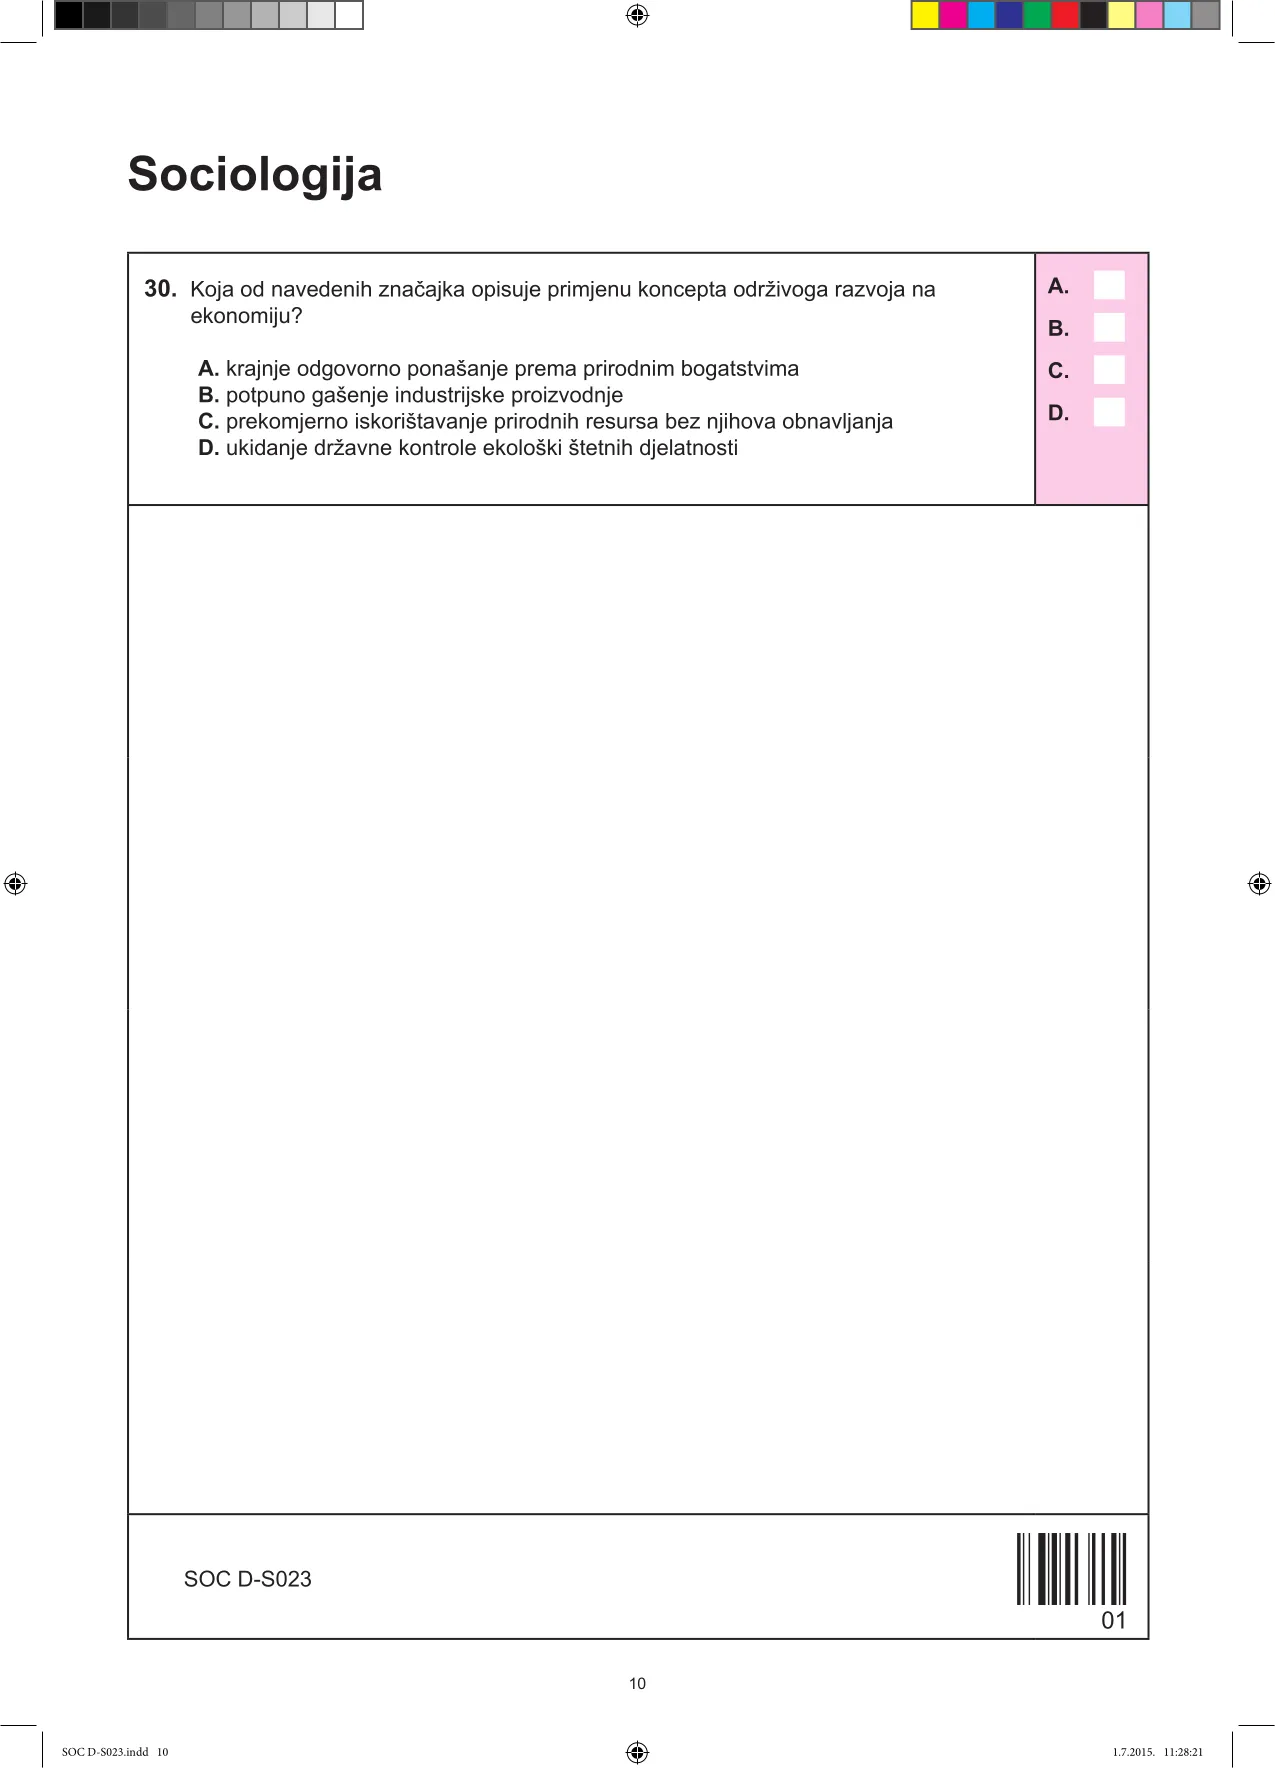 Sociologija
30. Koja od navedenih značajka opisuje primjenu koncepta održivoga razvoja na
ekonomiju?
A. krajnje odgovorno ponašanje prema prirodnim bogatstvima
B. potpuno gašenje industrijske proizvodnje
C. prekomjerno iskorištavanje prirodnih resursa bez njihova obnavljanja
D. ukidanje državne kontrole ekološki štetnih djelatnosti
A.
B.
C.
D.
SOC D-S023
01
10
SOC D-S023.indd 10
1.7.2015. 11:28:21